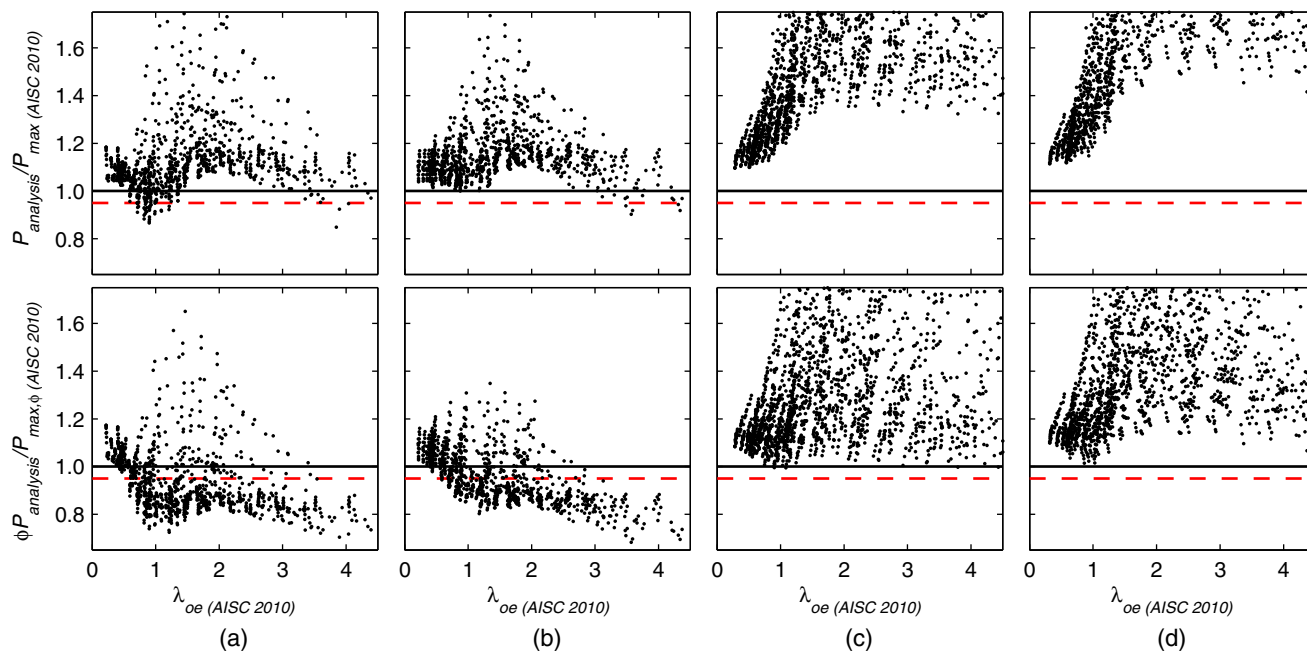 P_analysis/P_max (AISC 2010)
1.6
1.4
1.2
1.0
0.8
ϕP_analysis/P_max,ϕ (AISC 2010)
1.6
1.4
1.2
1.0
0.8
0 1 2 3 4
0 1 2 3 4
0 1 2 3 4
0 1 2 3 4
λ_oe (AISC 2010)
λ_oe (AISC 2010)
λ_oe (AISC 2010)
λ_oe (AISC 2010)
(a)
(b)
(c)
(d)